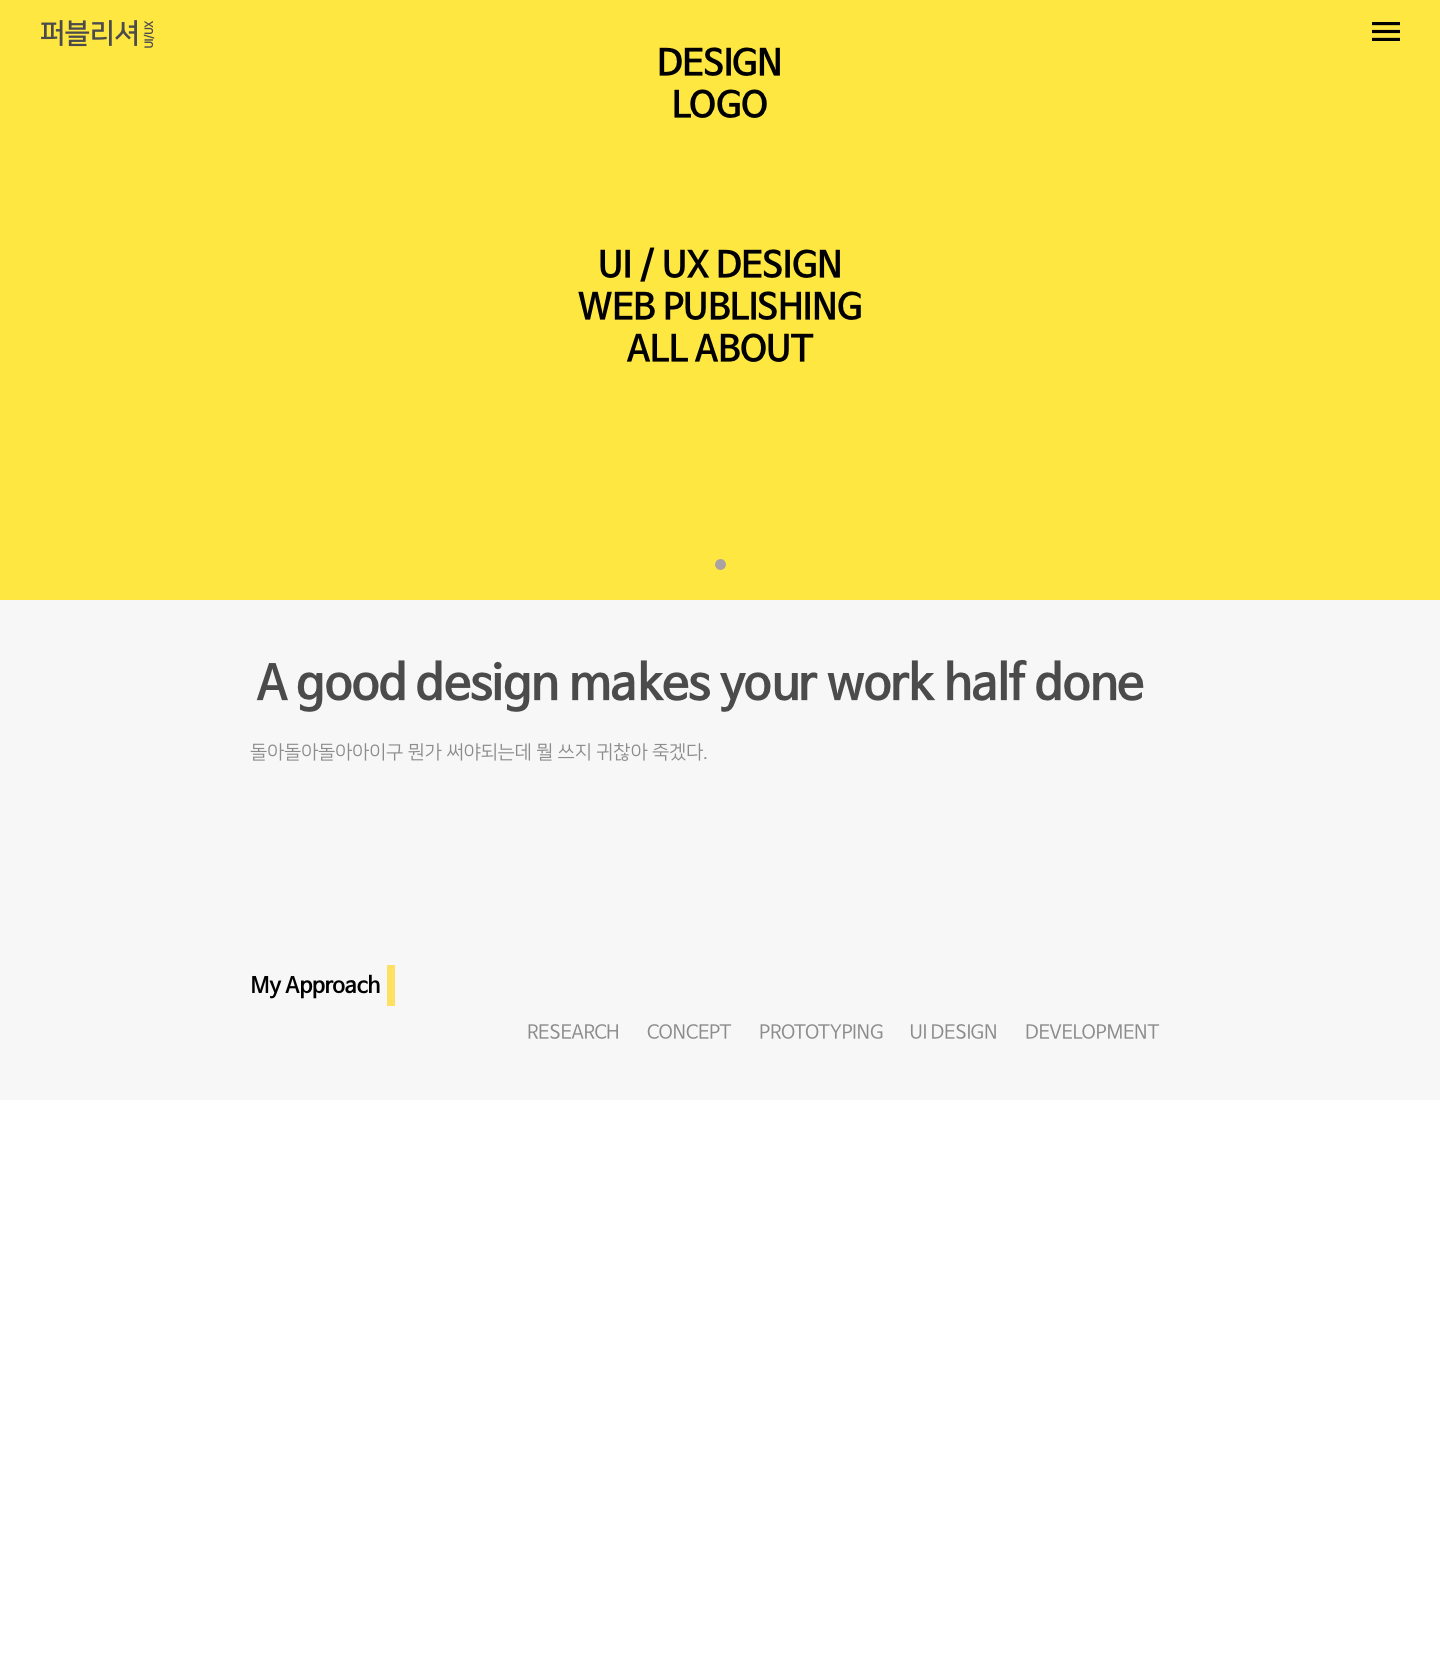 퍼블리셔 UI/UX
DESIGN
LOGO
UI / UX DESIGN
WEB PUBLISHING
ALL ABOUT
A good design makes your work half done
돌아돌아돌아아이구 뭔가 써야되는데 뭘 쓰지 귀찮아 죽겠다.
My Approach
RESEARCH CONCEPT PROTOTYPING UI DESIGN DEVELOPMENT